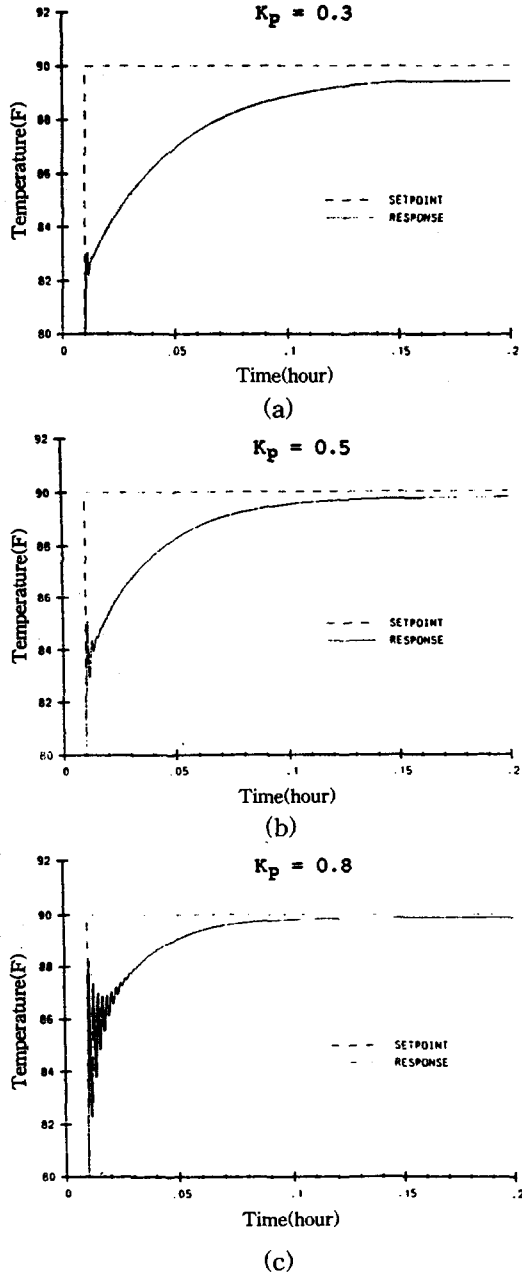 Kp = 0.3
92
90
88
86
84
82
80
Temperature(F)
SETPOINT
RESPONSE
0
.05
.1
.15
0.2
Time(hour)
(a)
Kp = 0.5
92
90
88
86
84
82
80
Temperature(F)
SETPOINT
RESPONSE
0
.05
.1
.15
0.2
Time(hour)
(b)
Kp = 0.8
92
90
88
86
84
82
80
Temperature(F)
SETPOINT
RESPONSE
0
.05
.1
.15
0.2
Time(hour)
(c)